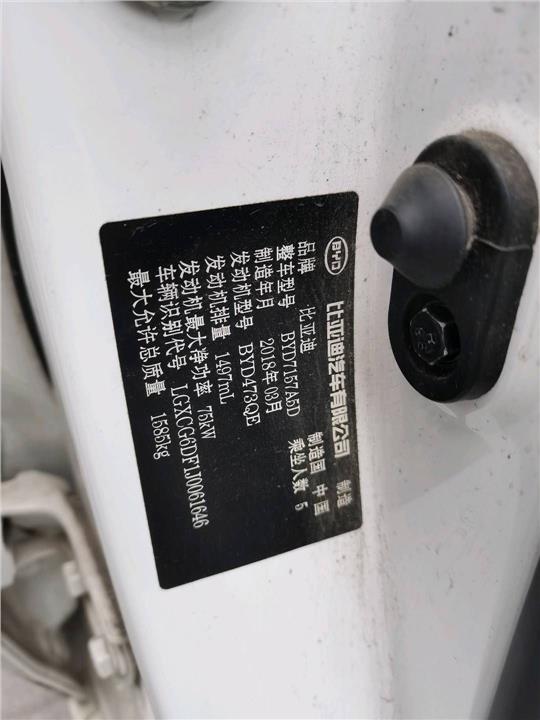 BYD 比亚迪汽车有限公司 制造
品牌 比亚迪 制造国 中国
整车型号 BYD7157A5D 乘坐人数 5
制造年月 2018年03月
发动机型号 BYD473QE
发动机排量 1497mL
发动机最大净功率 75kW
车辆识别代号 LGXCG6DF1J0061646
最大允许总质量 1585kg